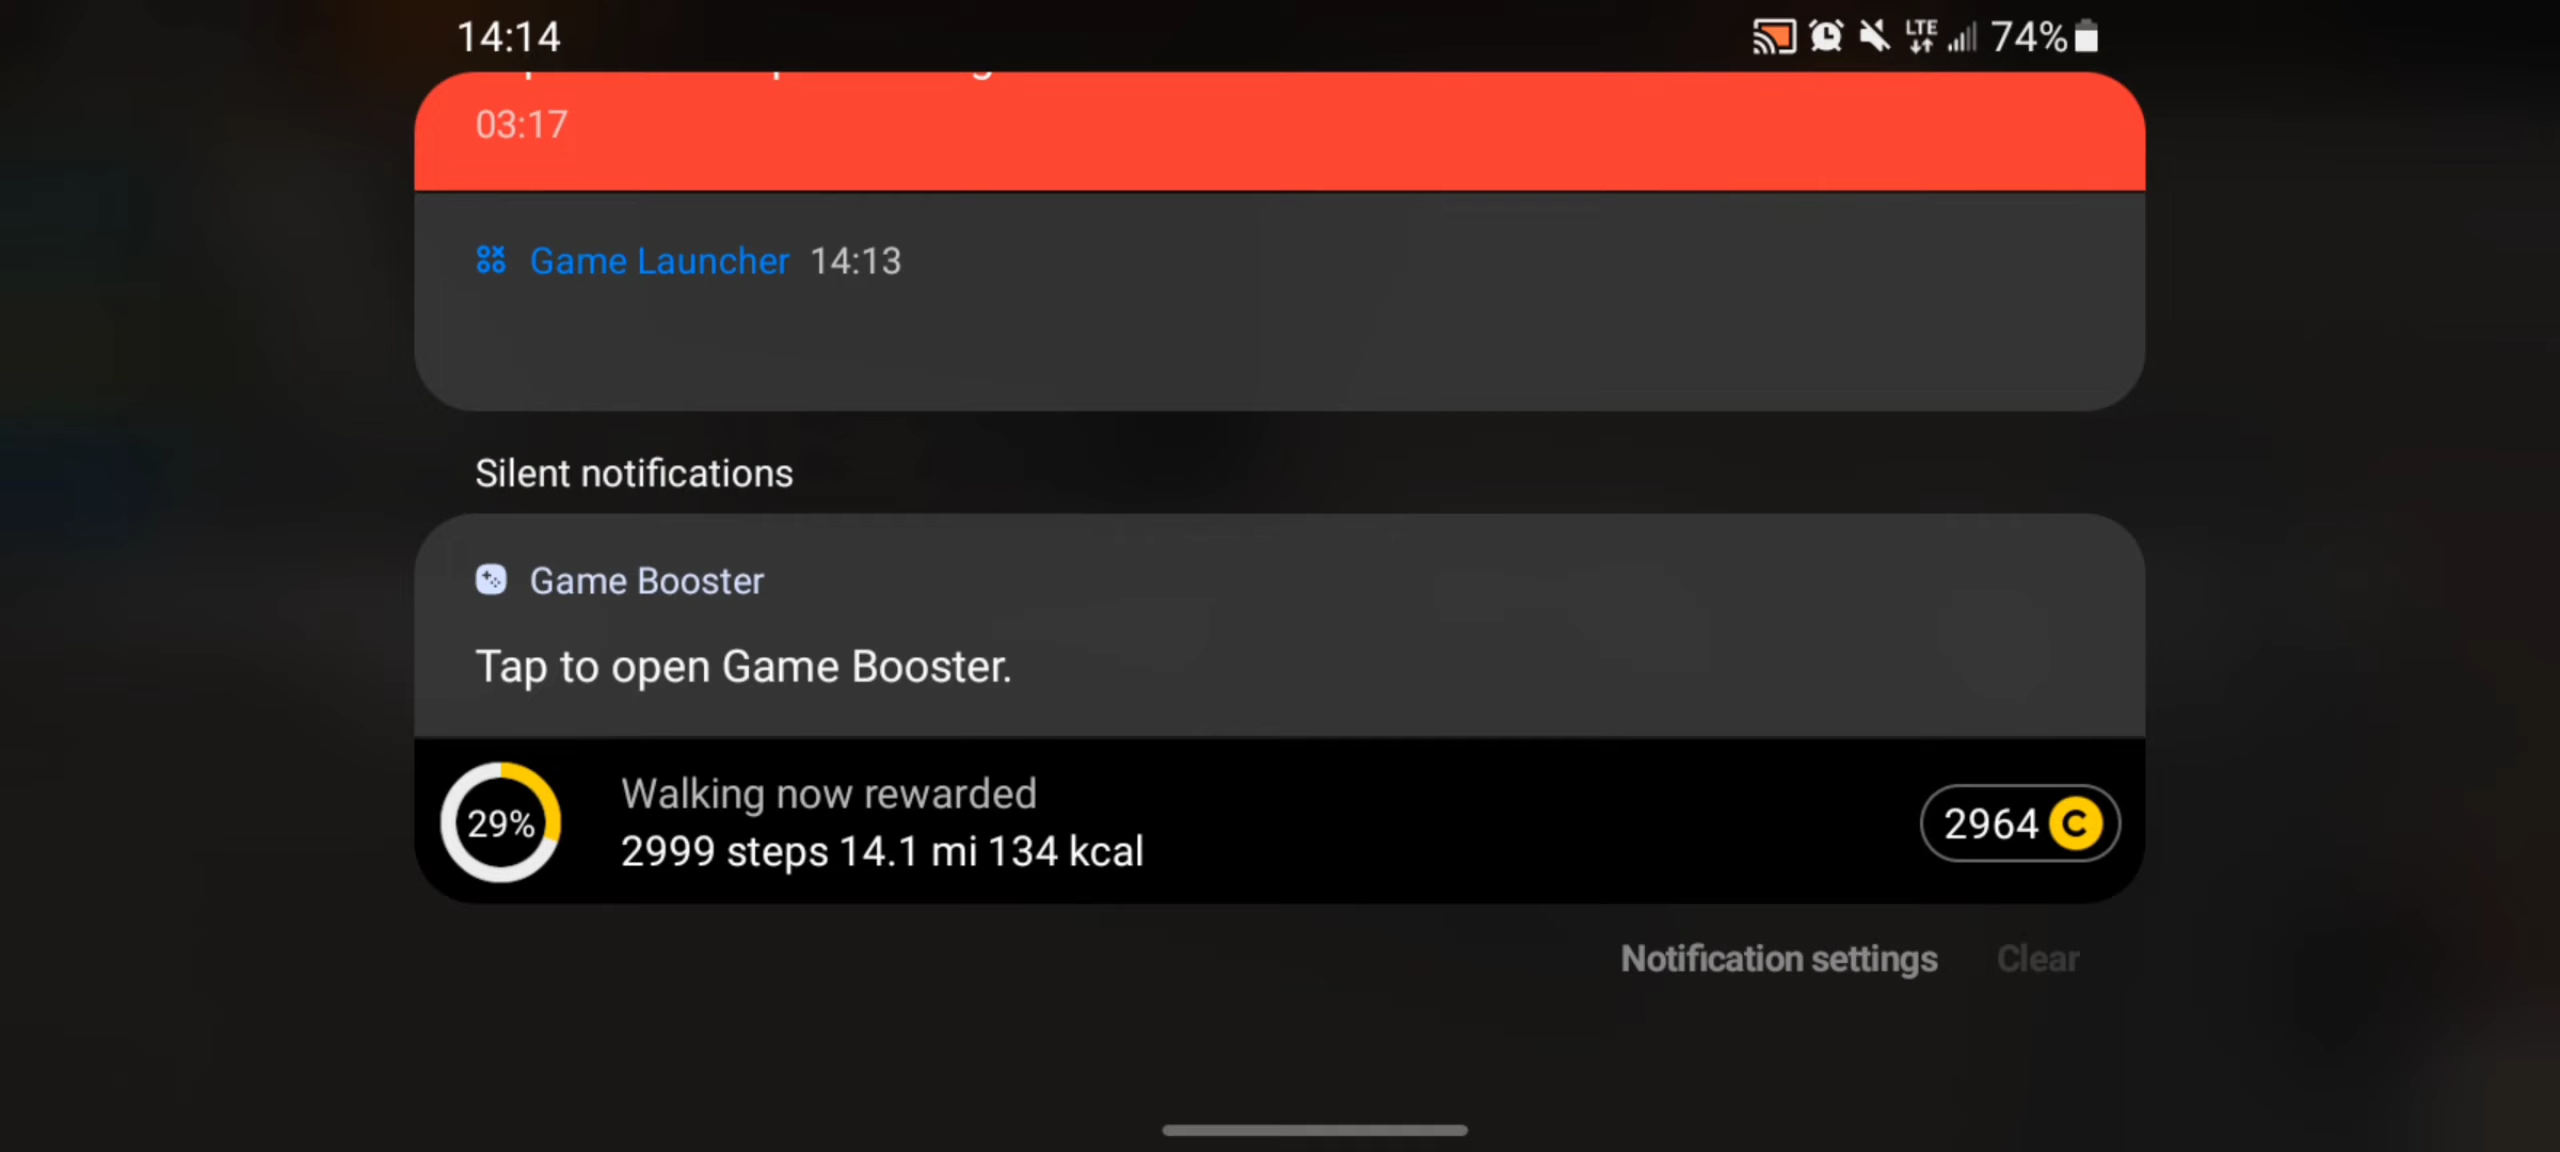 14:14
LTE 74%
03:17
Game Launcher 14:13
Silent notifications
Game Booster
Tap to open Game Booster.
29%
Walking now rewarded
2999 steps 14.1 mi 134 kcal
2964 C
Notification settings Clear